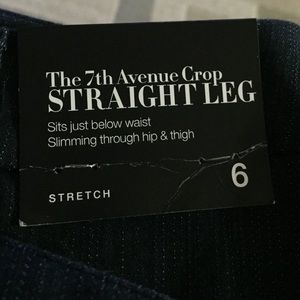 The 7th Avenue Crop
STRAIGHT LEG
Sits just below waist
Slimming through hip & thigh
6
STRETCH